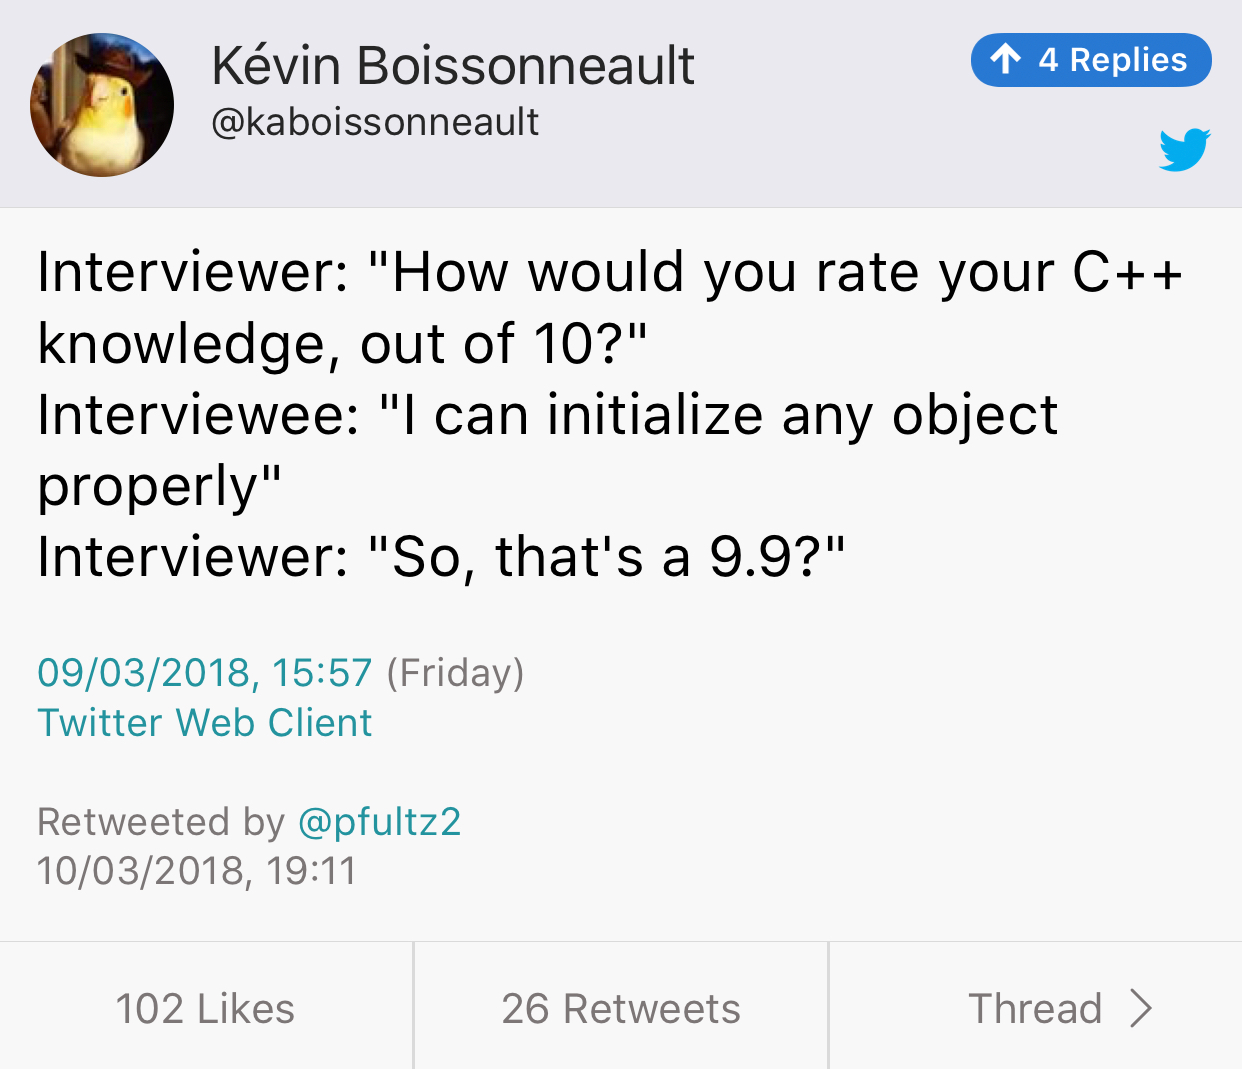 Kévin Boissonneault
@kaboissonneault
4 Replies
Interviewer: "How would you rate your C++
knowledge, out of 10?"
Interviewee: "I can initialize any object
properly"
Interviewer: "So, that's a 9.9?"
09/03/2018, 15:57 (Friday)
Twitter Web Client
Retweeted by @pfultz2
10/03/2018, 19:11
102 Likes
26 Retweets
Thread